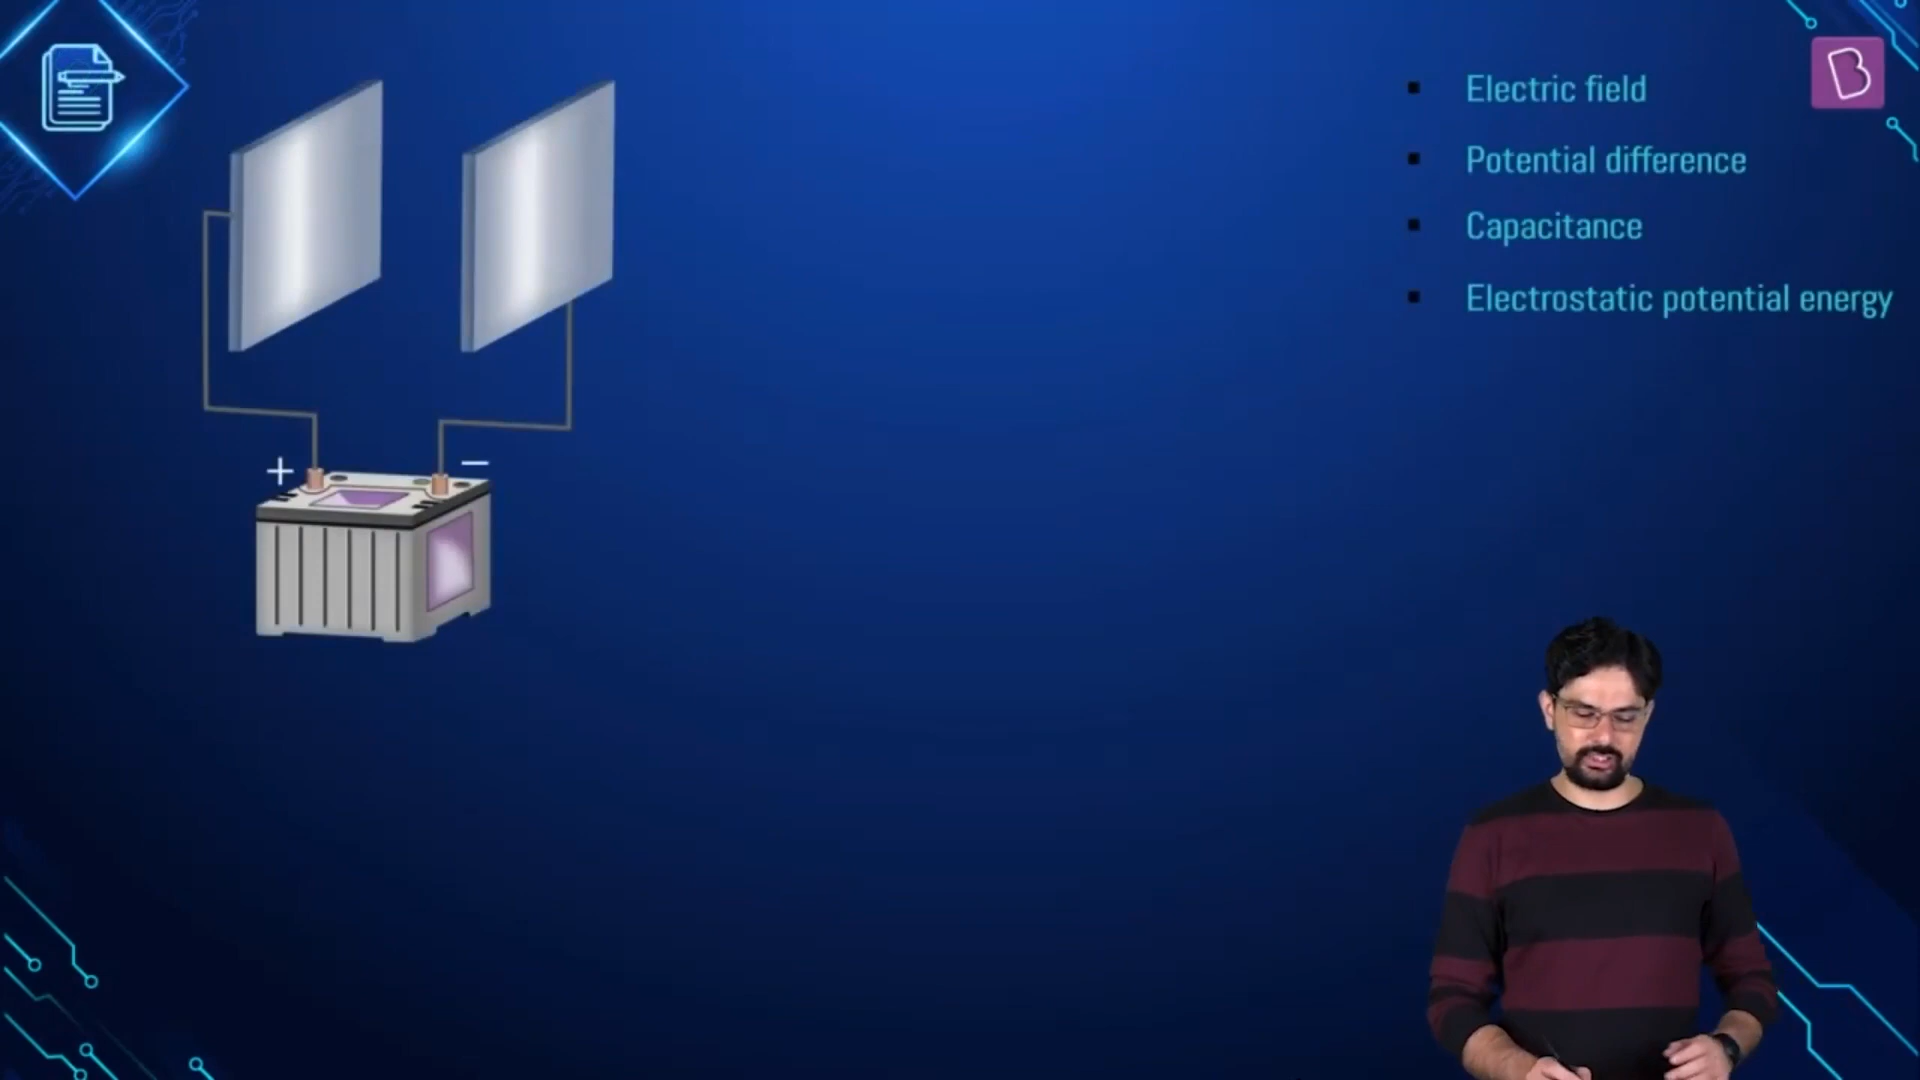 Electric field
Potential difference
Capacitance
Electrostatic potential energy
+ −
B